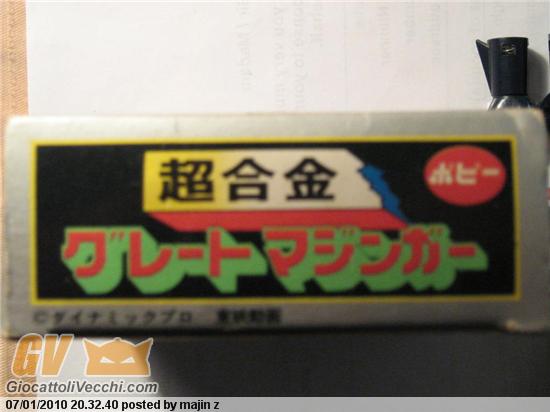 超合金
ポピー
グレートマジンガー
©ダイナミックプロ 東映動画
GV
GiocattoliVecchi.com
07/01/2010 20.32.40 posted by majin z